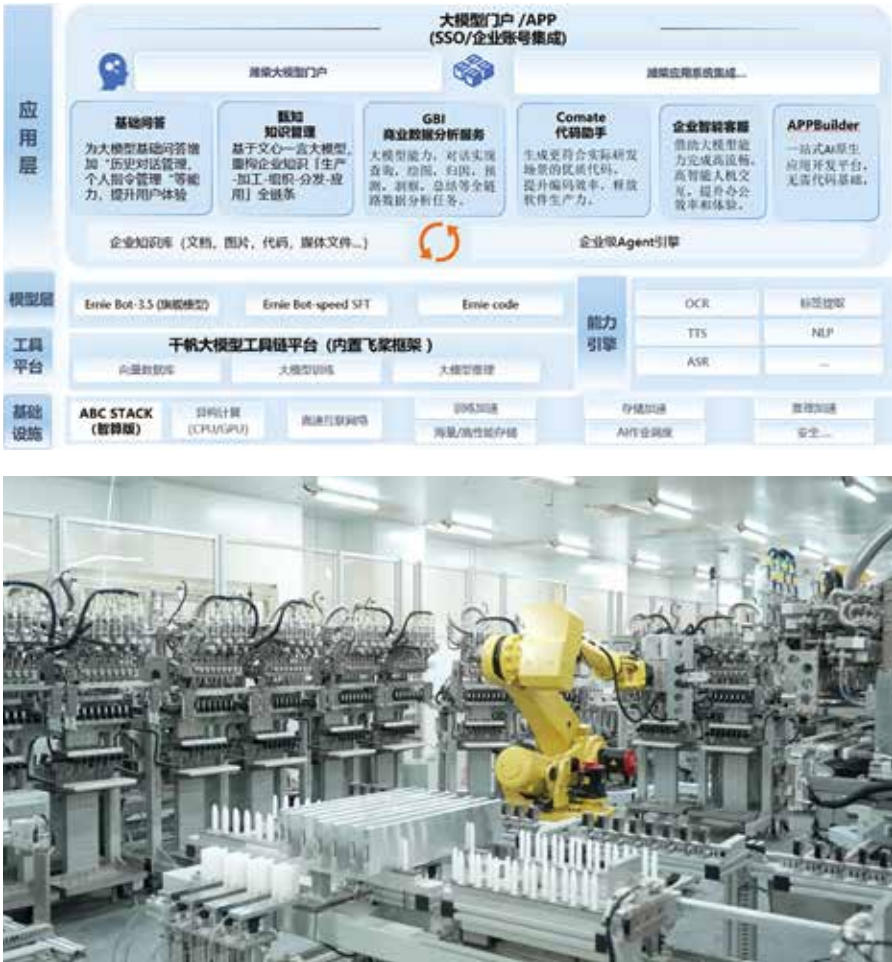 大模型门户 /APP
(SSO/企业账号集成)
潍柴大模型门户
潍柴应用系统集成...
应用层
基础问答
为大模型基础问答增
加“历史对话管理，
个人指令管理“等能
力，提升用户体验
甄知
知识管理
基于文心一言大模型，
重构企业知识「生产
-加工-组织-分发-应
用」全链条
GBI
商业数据分析服务
大模型能力，对话实现
查询，绘图，归因，预
测，洞察，总结等全链
路数据分析任务。
Comate
代码助手
生成更符合实际研发
场景的优质代码，
提升编码效率，释放
软件生产力。
企业智能客服
借助大模型能
力完成高流畅、
高智能人机交
互，提升办公
效率和体验。
APPBuilder
一站式AI原生
应用开发平台，
无需代码基础。
企业知识库（文档、图片、代码、媒体文件...）
企业级Agent引擎
模型层
Ernie Bot-3.5 (旗舰模型)
Ernie Bot-speed SFT
Ernie code
能力
引擎
OCR
标签提取
TTS
NLP
ASR
...
工具
平台
千帆大模型工具链平台（内置飞桨框架 ）
向量数据库
大模型训练
大模型推理
基础
设施
ABC STACK
(智算版)
异构计算
(CPU/GPU)
高速互联网络
训练加速
存储加速
推理加速
海量/高性能存储
AI作业调度
安全...